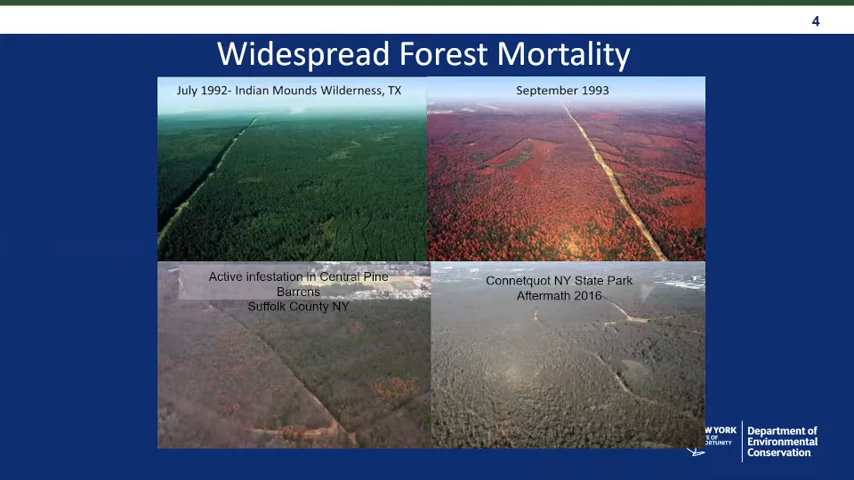 4
Widespread Forest Mortality
July 1992- Indian Mounds Wilderness, TX
September 1993
Active infestation in Central Pine
Barrens
Suffolk County NY
Connetquot NY State Park
Aftermath 2016
YORK
Department of
Environmental
Conservation